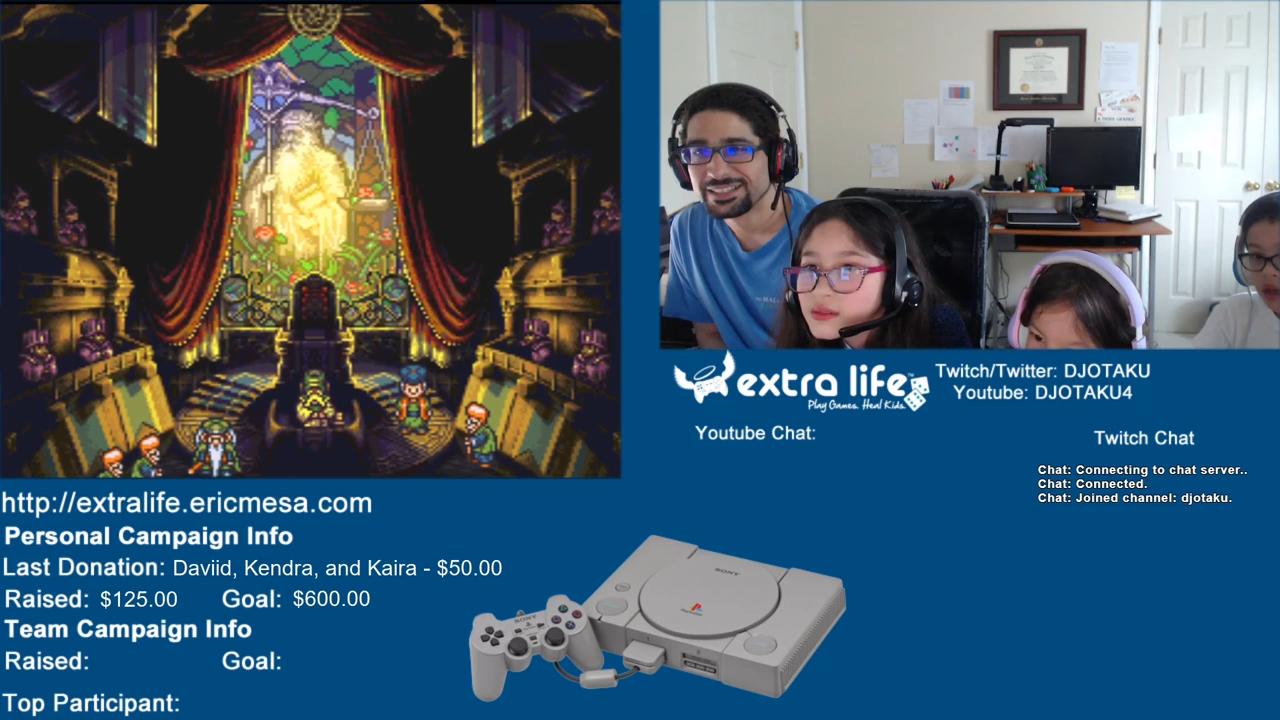 extra life
Play Games. Heal Kids.
Twitch/Twitter: DJOTAKU
Youtube: DJOTAKU4
Youtube Chat:
Twitch Chat
Chat: Connecting to chat server..
Chat: Connected.
Chat: Joined channel: djotaku.
http://extralife.ericmesa.com
Personal Campaign Info
Last Donation: Daviid, Kendra, and Kaira - $50.00
Raised: $125.00 Goal: $600.00
Team Campaign Info
Raised: Goal:
Top Participant:
SONY
SONY